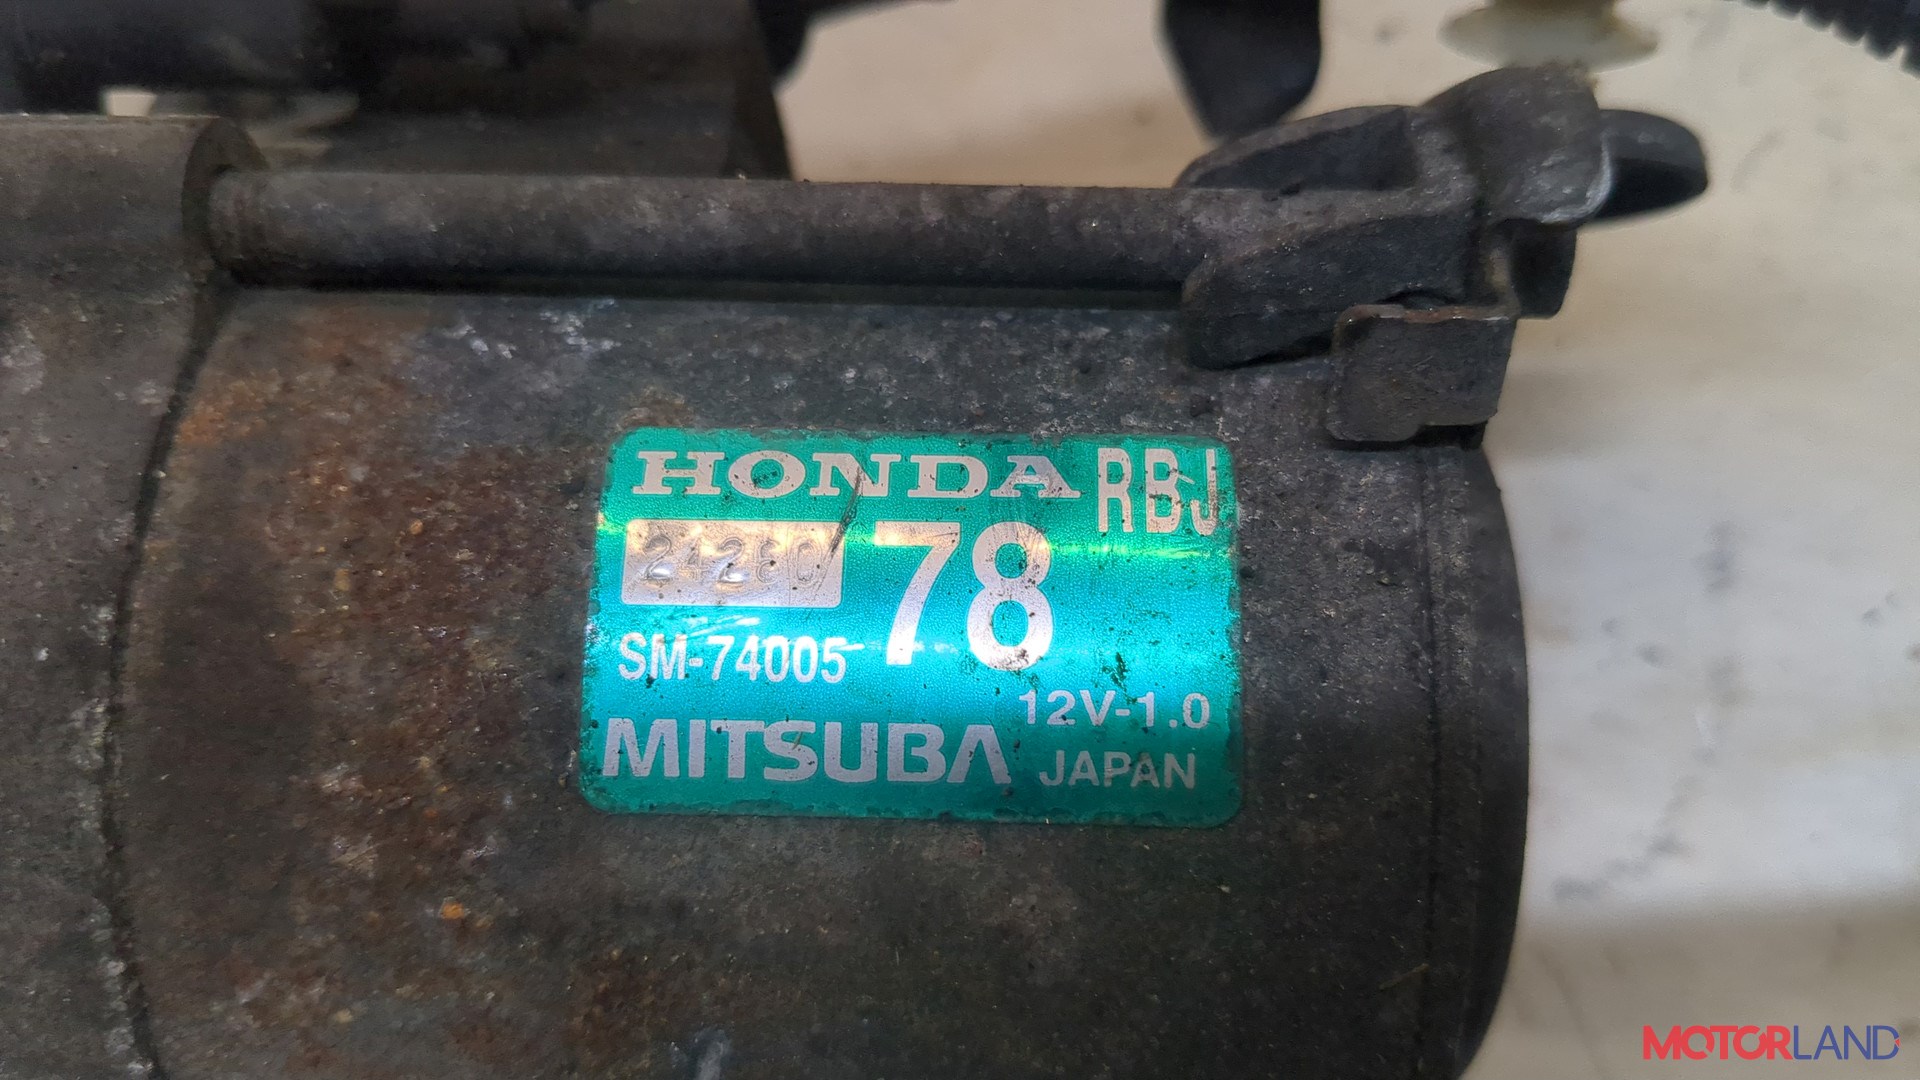 HONDA RBJ
24280 78
SM-74005
12V-1.0
MITSUBA JAPAN
MOTORLAND